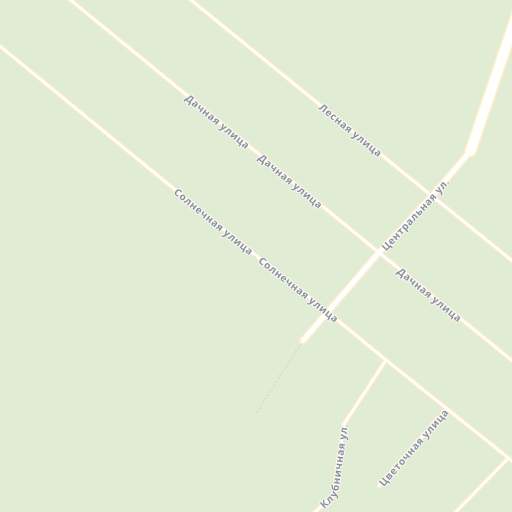 Лесная улица
Дачная улица
Дачная улица
Центральная ул.
Солнечная улица
Солнечная улица
Дачная улица
Клубничная ул.
Цветочная улица